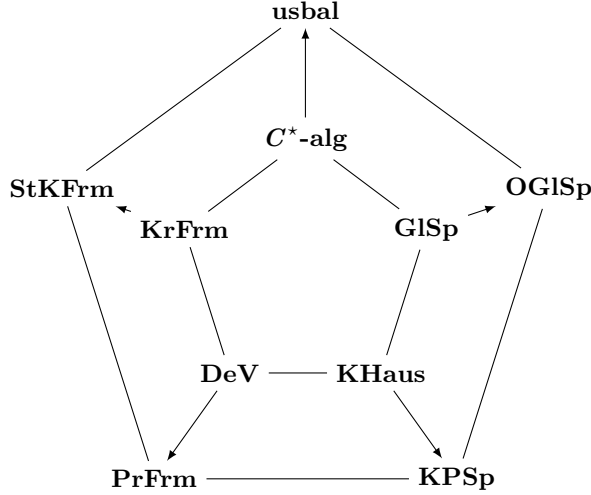 usbal
C⋆-alg
StKFrm
OGlSp
KrFrm
GlSp
DeV
KHaus
PrFrm
KPSp